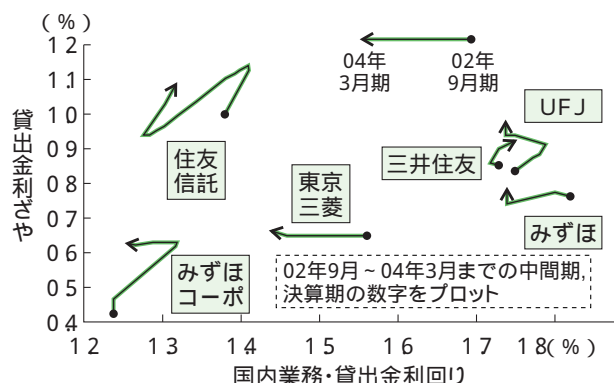 (%)
1.2
1.1
1.0
0.9
0.8
0.7
0.6
0.5
0.4
貸出金利ざや
04年
3月期
02年
9月期
UFJ
三井住友
住友
信託
東京
三菱
みずほ
みずほ
コーポ
02年9月~04年3月までの中間期,
決算期の数字をプロット
1.2 1.3 1.4 1.5 1.6 1.7 1.8(%)
国内業務・貸出金利回り